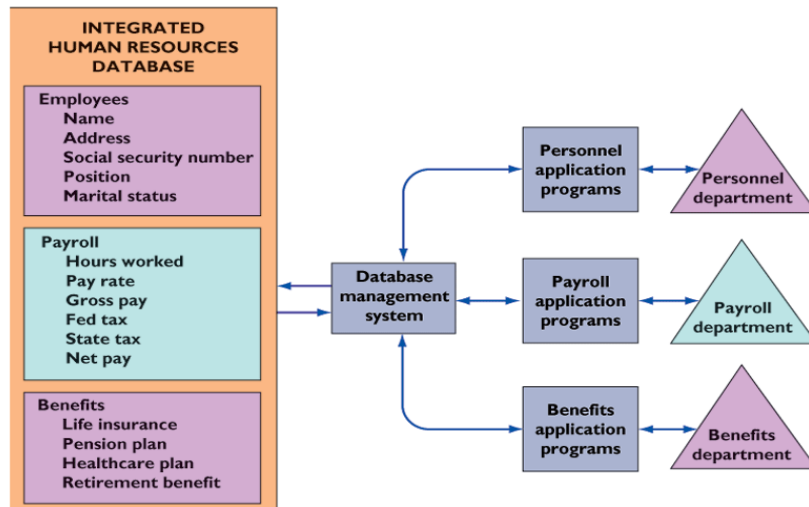 INTEGRATED
HUMAN RESOURCES
DATABASE
Employees
Name
Address
Social security number
Position
Marital status
Payroll
Hours worked
Pay rate
Gross pay
Fed tax
State tax
Net pay
Benefits
Life insurance
Pension plan
Healthcare plan
Retirement benefit
Database
management
system
Personnel
application
programs
Personnel
department
Payroll
application
programs
Payroll
department
Benefits
application
programs
Benefits
department